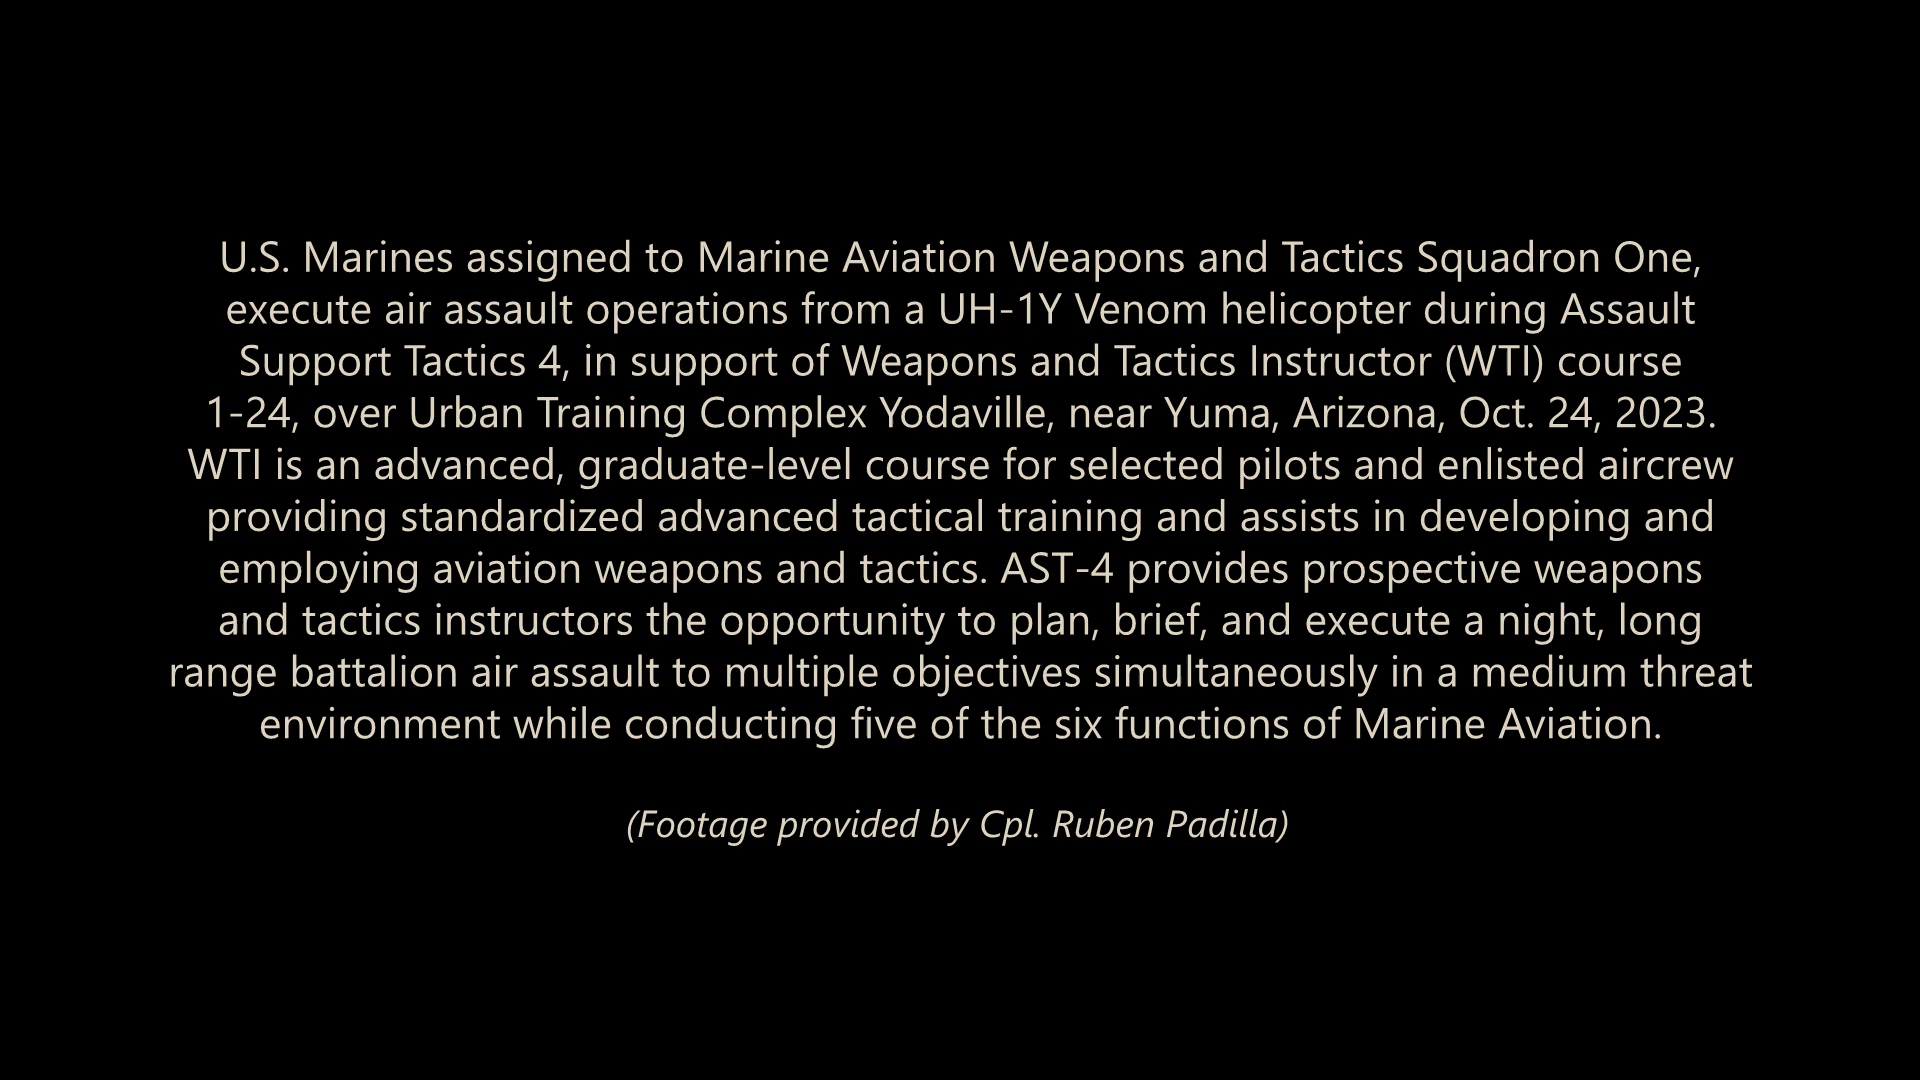 U.S. Marines assigned to Marine Aviation Weapons and Tactics Squadron One,
execute air assault operations from a UH-1Y Venom helicopter during Assault
Support Tactics 4, in support of Weapons and Tactics Instructor (WTI) course
1-24, over Urban Training Complex Yodaville, near Yuma, Arizona, Oct. 24, 2023.
WTI is an advanced, graduate-level course for selected pilots and enlisted aircrew
providing standardized advanced tactical training and assists in developing and
employing aviation weapons and tactics. AST-4 provides prospective weapons
and tactics instructors the opportunity to plan, brief, and execute a night, long
range battalion air assault to multiple objectives simultaneously in a medium threat
environment while conducting five of the six functions of Marine Aviation.
(Footage provided by Cpl. Ruben Padilla)